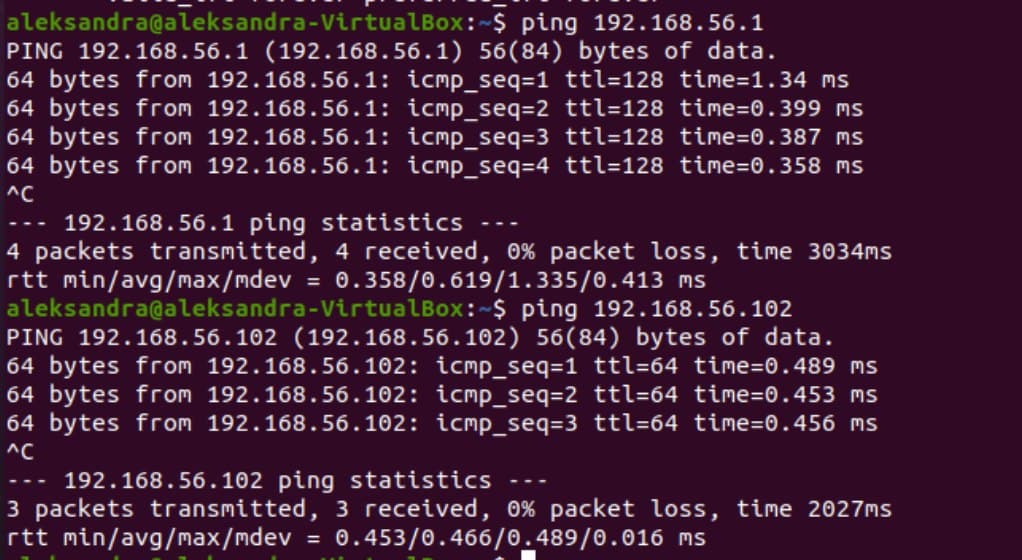 aleksandra@aleksandra-VirtualBox:~$ ping 192.168.56.1
PING 192.168.56.1 (192.168.56.1) 56(84) bytes of data.
64 bytes from 192.168.56.1: icmp_seq=1 ttl=128 time=1.34 ms
64 bytes from 192.168.56.1: icmp_seq=2 ttl=128 time=0.399 ms
64 bytes from 192.168.56.1: icmp_seq=3 ttl=128 time=0.387 ms
64 bytes from 192.168.56.1: icmp_seq=4 ttl=128 time=0.358 ms
^C
--- 192.168.56.1 ping statistics ---
4 packets transmitted, 4 received, 0% packet loss, time 3034ms
rtt min/avg/max/mdev = 0.358/0.619/1.335/0.413 ms
aleksandra@aleksandra-VirtualBox:~$ ping 192.168.56.102
PING 192.168.56.102 (192.168.56.102) 56(84) bytes of data.
64 bytes from 192.168.56.102: icmp_seq=1 ttl=64 time=0.489 ms
64 bytes from 192.168.56.102: icmp_seq=2 ttl=64 time=0.453 ms
64 bytes from 192.168.56.102: icmp_seq=3 ttl=64 time=0.456 ms
^C
--- 192.168.56.102 ping statistics ---
3 packets transmitted, 3 received, 0% packet loss, time 2027ms
rtt min/avg/max/mdev = 0.453/0.466/0.489/0.016 ms